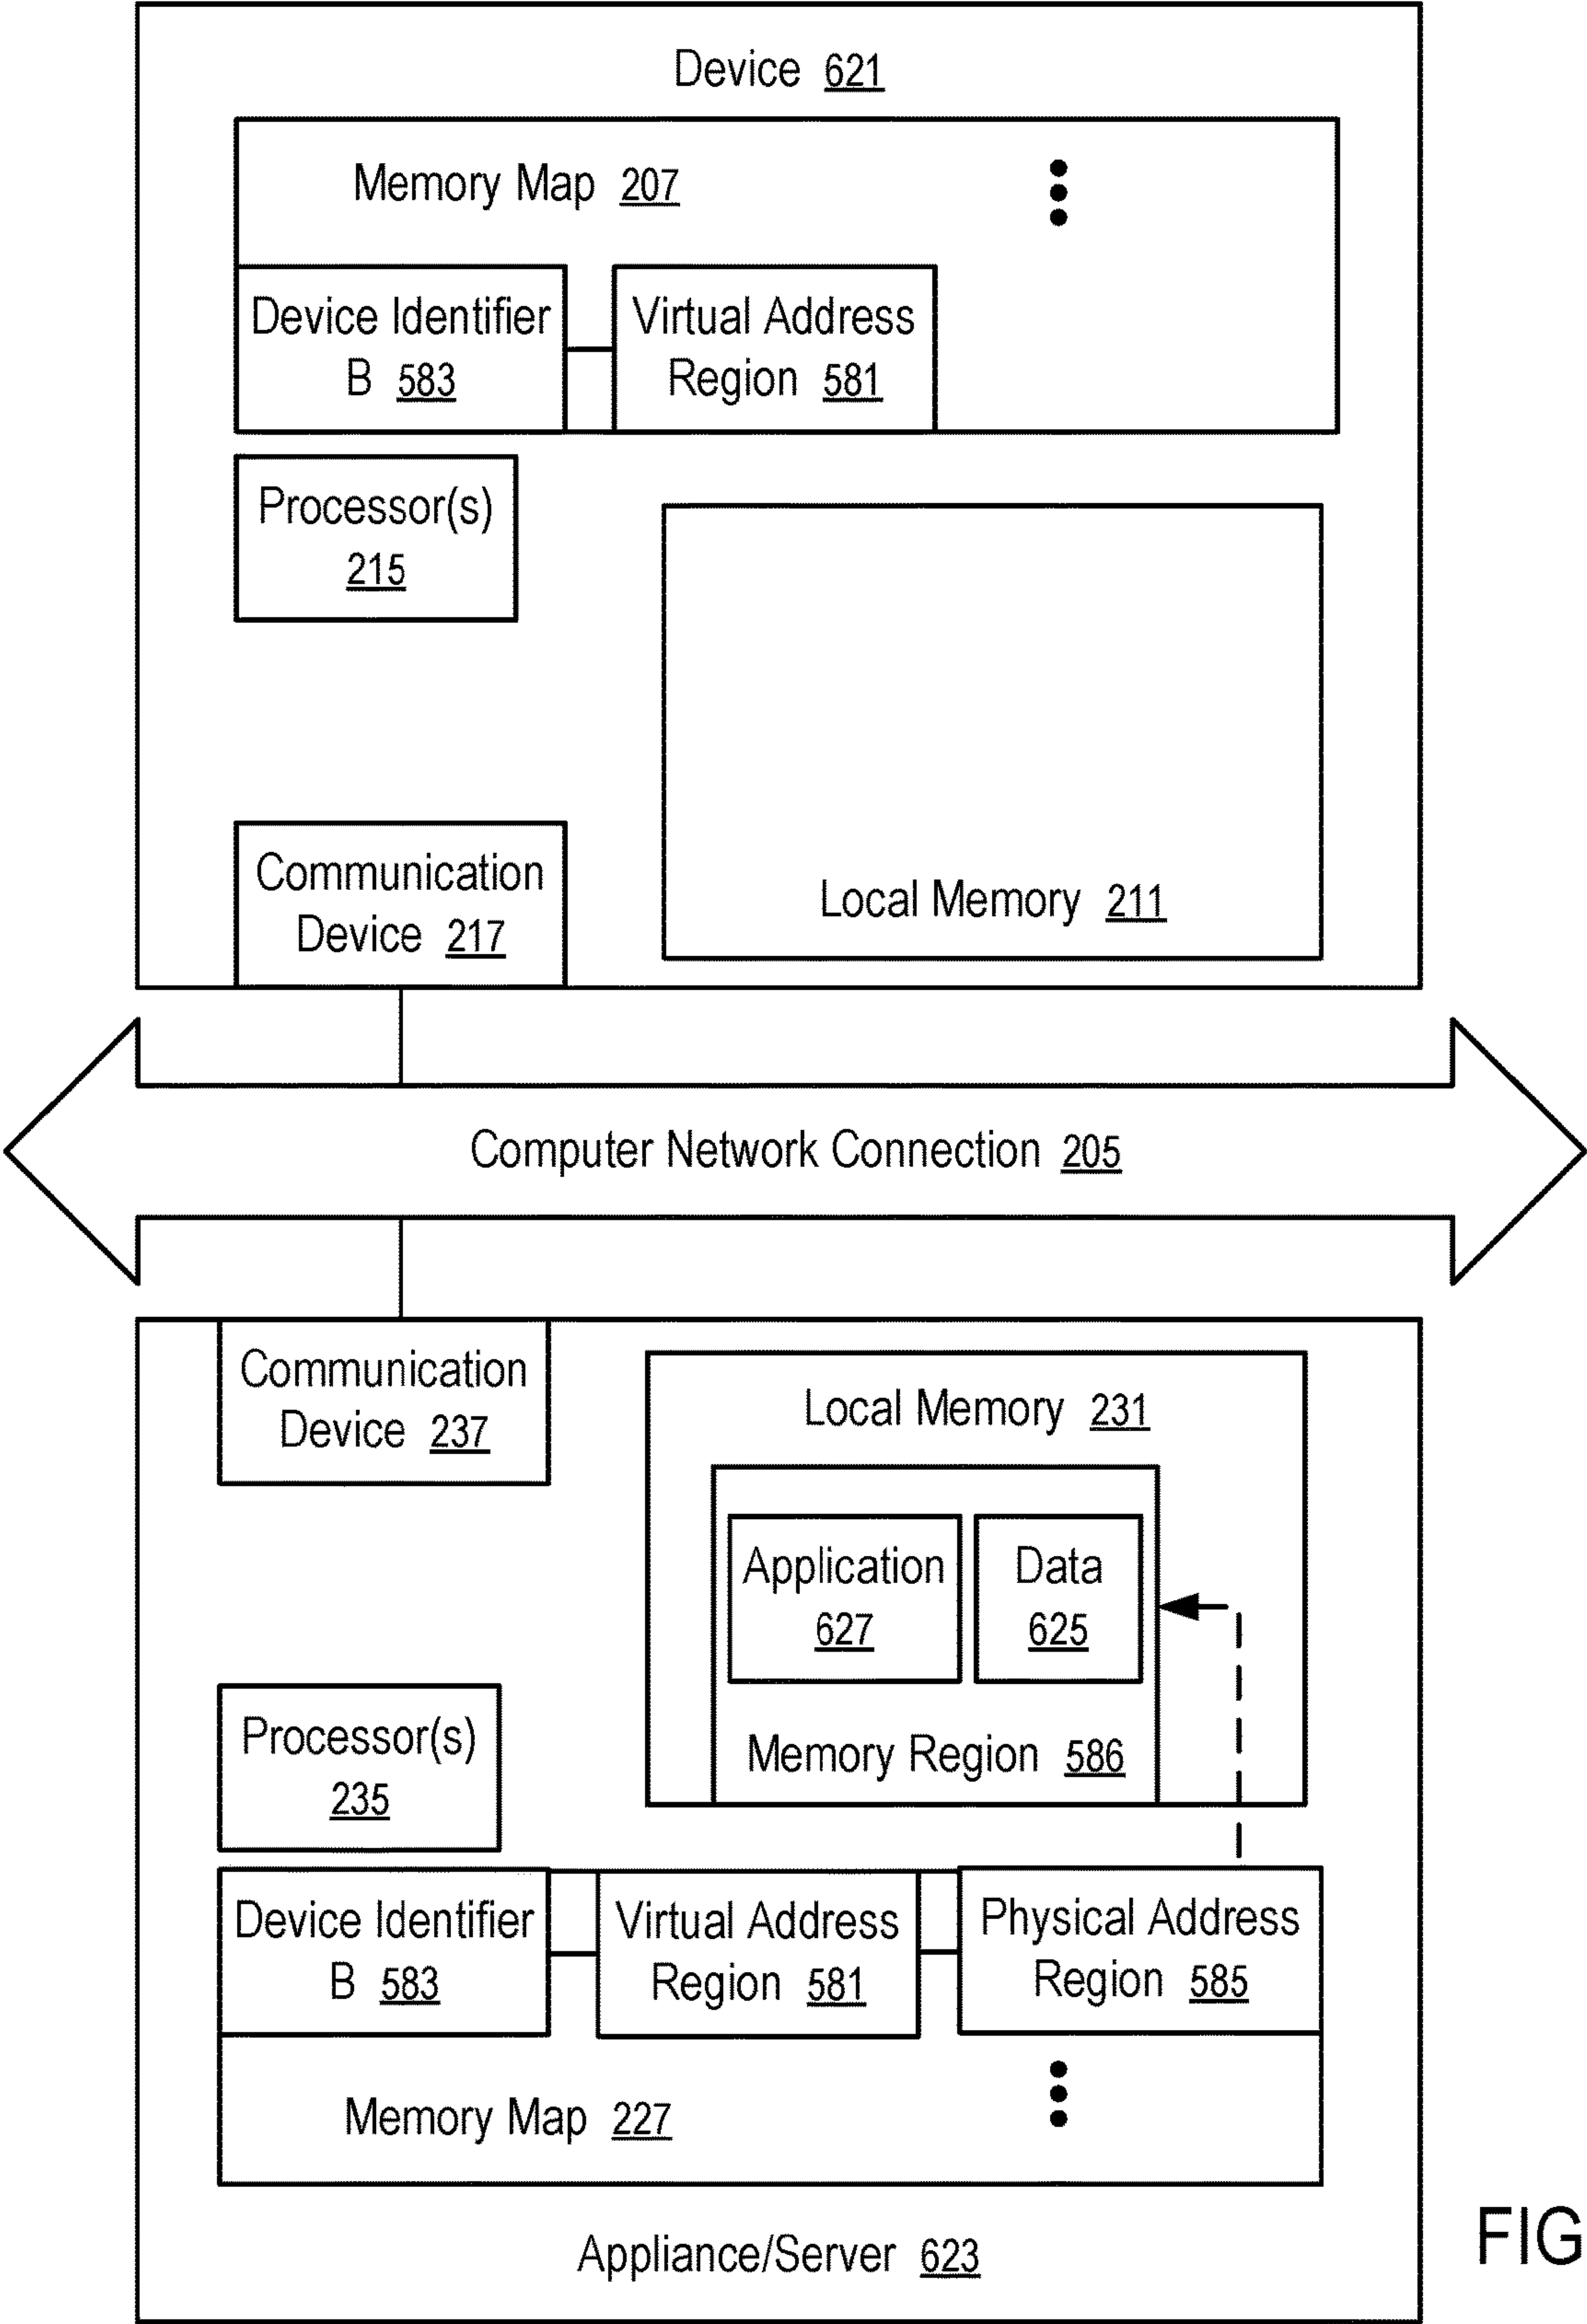 Device 621
Memory Map 207
Device Identifier
B 583
Virtual Address
Region 581
Processor(s)
215
Communication
Device 217
Local Memory 211
Computer Network Connection 205
Communication
Device 237
Local Memory 231
Application
627
Data
625
Memory Region 586
Processor(s)
235
Device Identifier
B 583
Virtual Address
Region 581
Physical Address
Region 585
Memory Map 227
Appliance/Server 623
FIG